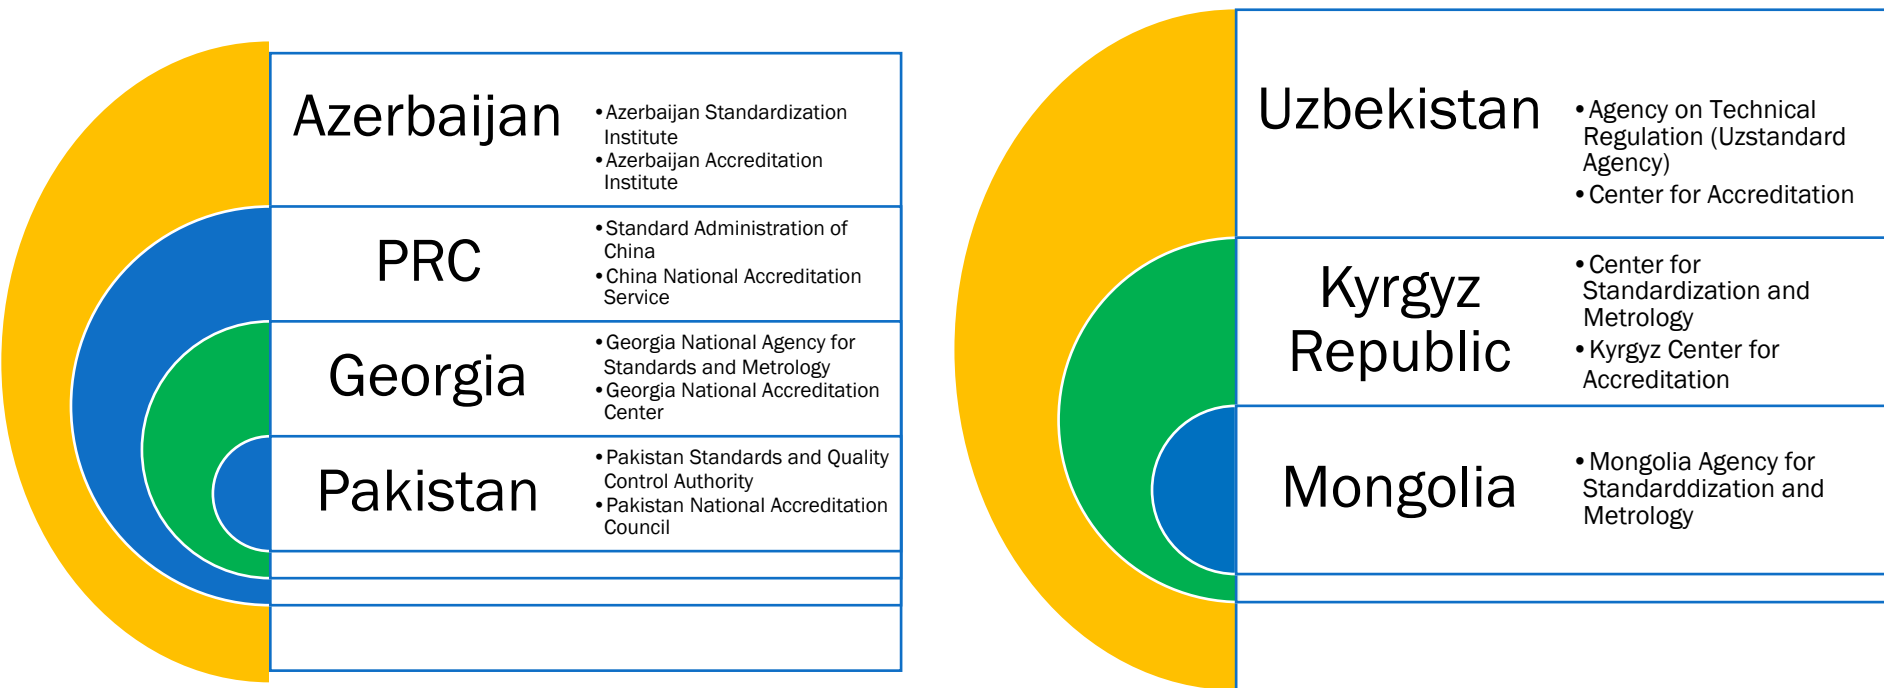 Azerbaijan
•Azerbaijan Standardization
Institute
•Azerbaijan Accreditation
Institute
PRC
•Standard Administration of
China
•China National Accreditation
Service
Georgia
•Georgia National Agency for
Standards and Metrology
•Georgia National Accreditation
Center
Pakistan
•Pakistan Standards and Quality
Control Authority
•Pakistan National Accreditation
Council
Uzbekistan
•Agency on Technical
Regulation (Uzstandard
Agency)
•Center for Accreditation
Kyrgyz
Republic
•Center for
Standardization and
Metrology
•Kyrgyz Center for
Accreditation
Mongolia
•Mongolia Agency for
Standarddization and
Metrology